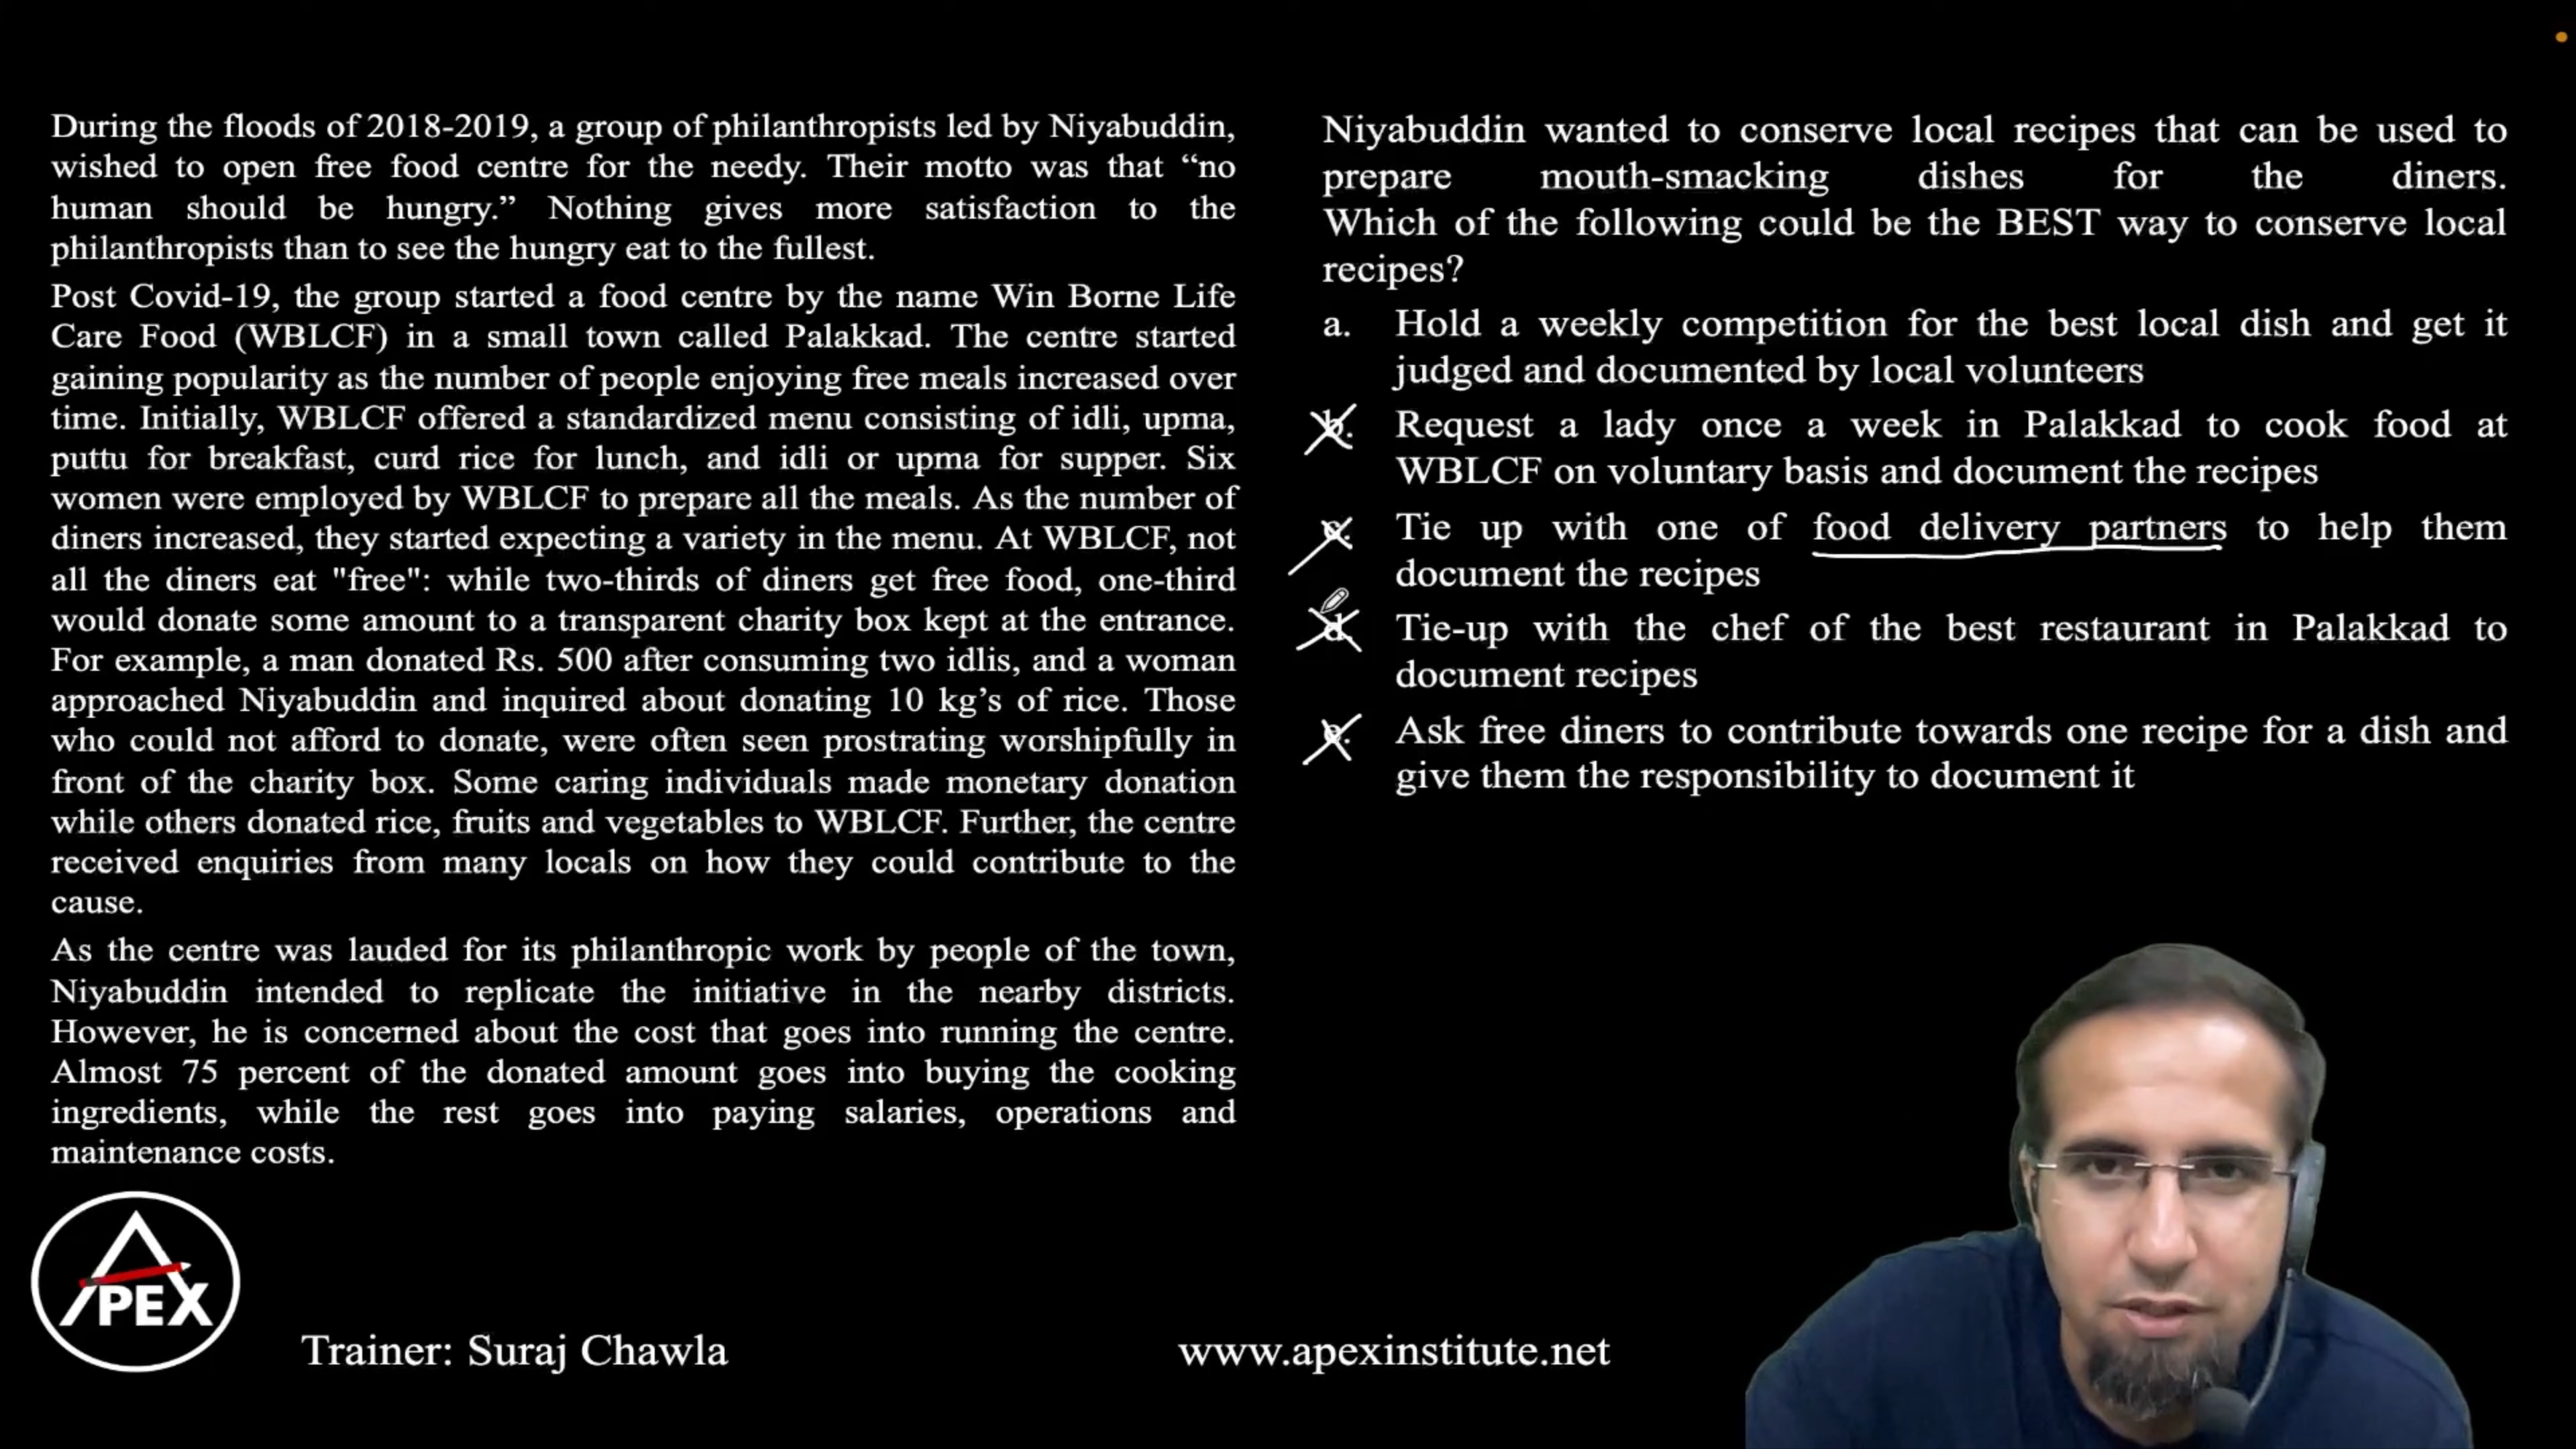 During the floods of 2018-2019, a group of philanthropists led by Niyabuddin,
wished to open free food centre for the needy. Their motto was that “no
human should be hungry.” Nothing gives more satisfaction to the
philanthropists than to see the hungry eat to the fullest.
Post Covid-19, the group started a food centre by the name Win Borne Life
Care Food (WBLCF) in a small town called Palakkad. The centre started
gaining popularity as the number of people enjoying free meals increased over
time. Initially, WBLCF offered a standardized menu consisting of idli, upma,
puttu for breakfast, curd rice for lunch, and idli or upma for supper. Six
women were employed by WBLCF to prepare all the meals. As the number of
diners increased, they started expecting a variety in the menu. At WBLCF, not
all the diners eat "free": while two-thirds of diners get free food, one-third
would donate some amount to a transparent charity box kept at the entrance.
For example, a man donated Rs. 500 after consuming two idlis, and a woman
approached Niyabuddin and inquired about donating 10 kg’s of rice. Those
who could not afford to donate, were often seen prostrating worshipfully in
front of the charity box. Some caring individuals made monetary donation
while others donated rice, fruits and vegetables to WBLCF. Further, the centre
received enquiries from many locals on how they could contribute to the
cause.
As the centre was lauded for its philanthropic work by people of the town,
Niyabuddin intended to replicate the initiative in the nearby districts.
However, he is concerned about the cost that goes into running the centre.
Almost 75 percent of the donated amount goes into buying the cooking
ingredients, while the rest goes into paying salaries, operations and
maintenance costs.
Niyabuddin wanted to conserve local recipes that can be used to
prepare mouth-smacking dishes for the diners.
Which of the following could be the BEST way to conserve local
recipes?
a. Hold a weekly competition for the best local dish and get it
judged and documented by local volunteers
b. Request a lady once a week in Palakkad to cook food at
WBLCF on voluntary basis and document the recipes
c. Tie up with one of food delivery partners to help them
document the recipes
d. Tie-up with the chef of the best restaurant in Palakkad to
document recipes
e. Ask free diners to contribute towards one recipe for a dish and
give them the responsibility to document it
APEX
Trainer: Suraj Chawla
www.apexinstitute.net